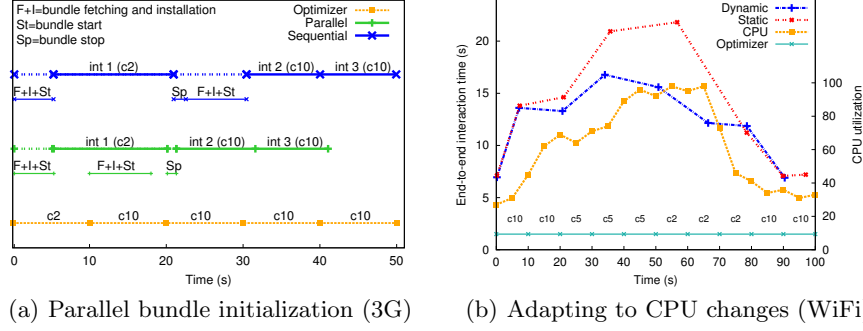 F+I=bundle fetching and installation
St=bundle start
Sp=bundle stop
Optimizer
Parallel
Sequential
int 1 (c2) int 2 (c10) int 3 (c10)
F+I+St Sp F+I+St
int 1 (c2) int 2 (c10) int 3 (c10)
F+I+St F+I+St Sp
c2 c10 c10 c10 c10
0 10 20 30 40 50
Time (s)
(a) Parallel bundle initialization (3G)
Dynamic
Static
CPU
Optimizer
End-to-end interaction time (s)
20
15
10
5
0
CPU utilization
100
80
60
40
20
0
c10 c10 c5 c5 c5 c2 c2 c2 c10 c10
0 10 20 30 40 50 60 70 80 90 100
Time (s)
(b) Adapting to CPU changes (WiFi